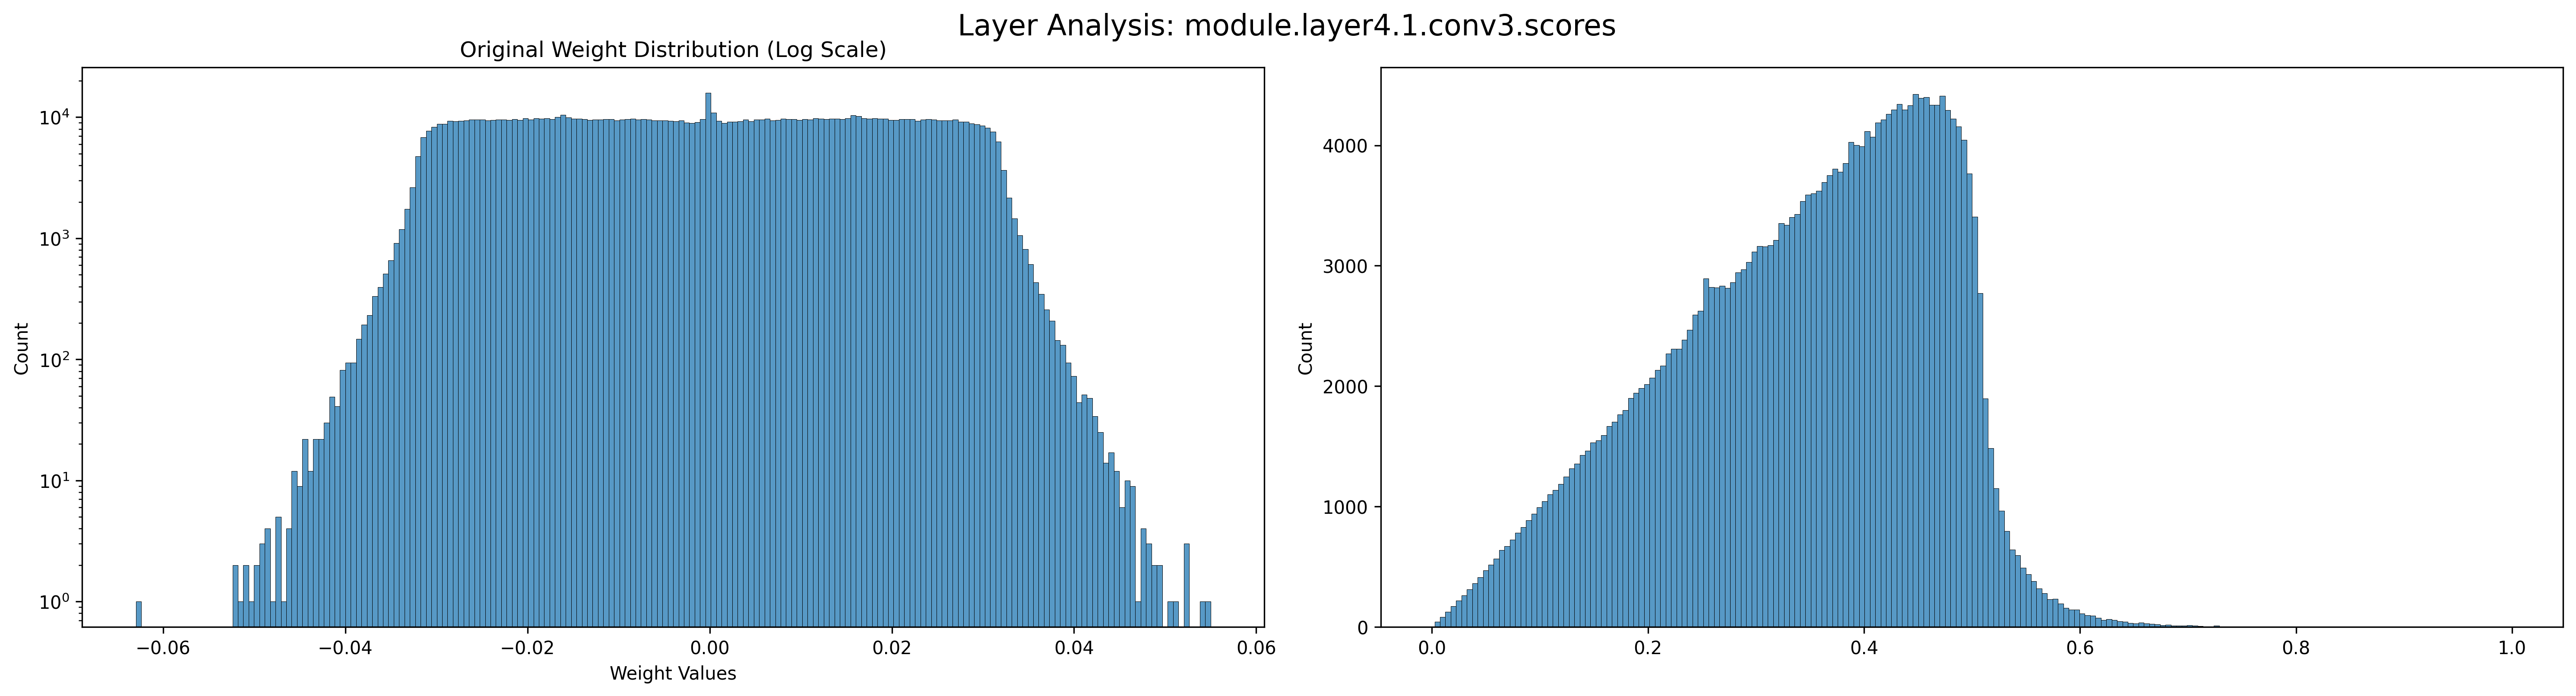 Layer Analysis: module.layer4.1.conv3.scores
Original Weight Distribution (Log Scale)
Count
10⁴
10³
10²
10¹
10⁰
−0.06 −0.04 −0.02 0.00 0.02 0.04 0.06
Weight Values
Count
4000
3000
2000
1000
0
0.0 0.2 0.4 0.6 0.8 1.0